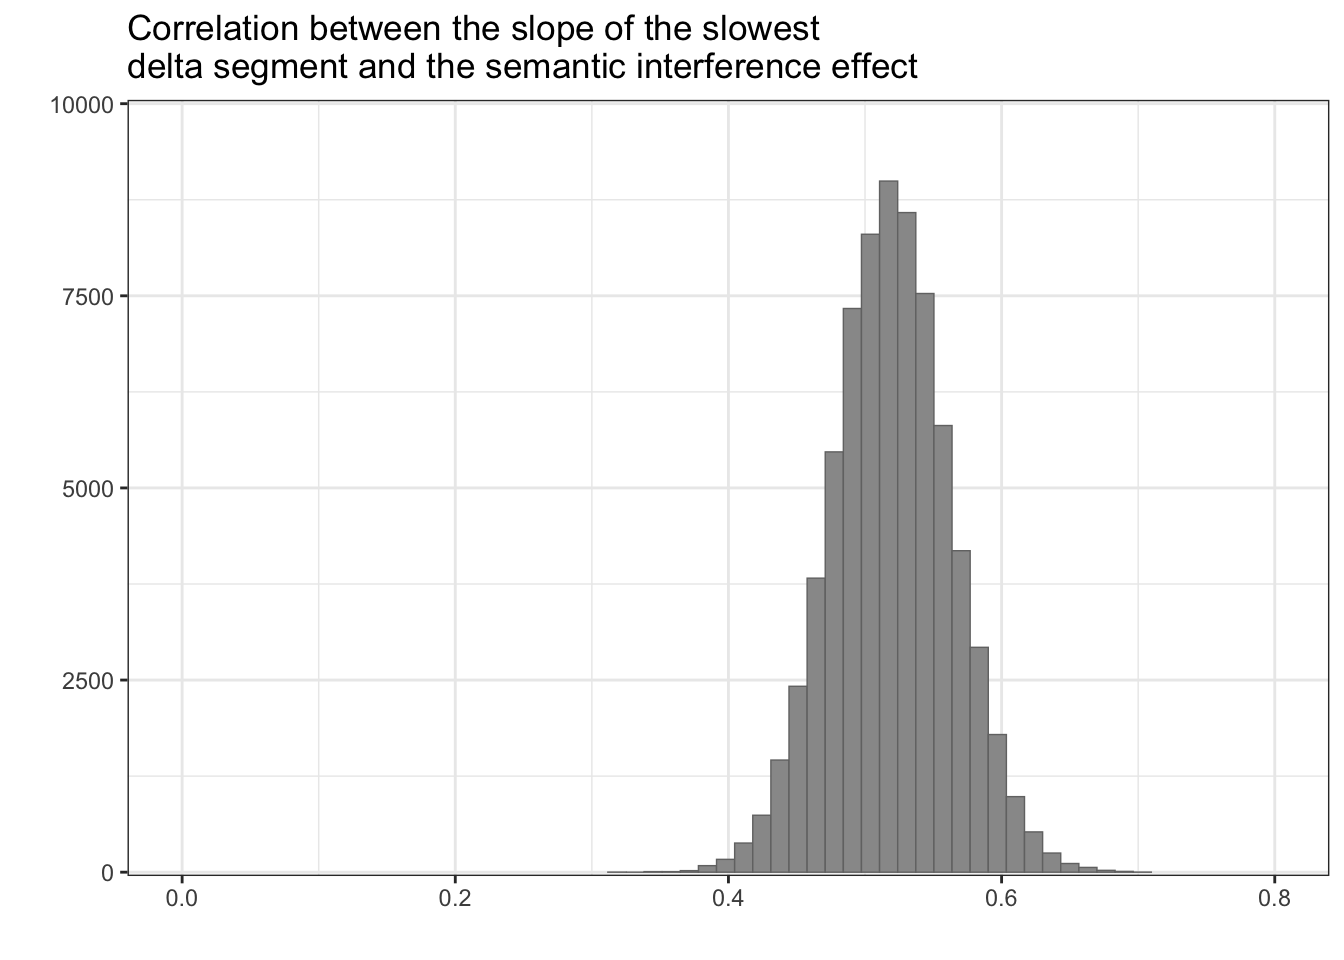 Correlation between the slope of the slowest
delta segment and the semantic interference effect
10000
7500
5000
2500
0
0.0 0.2 0.4 0.6 0.8